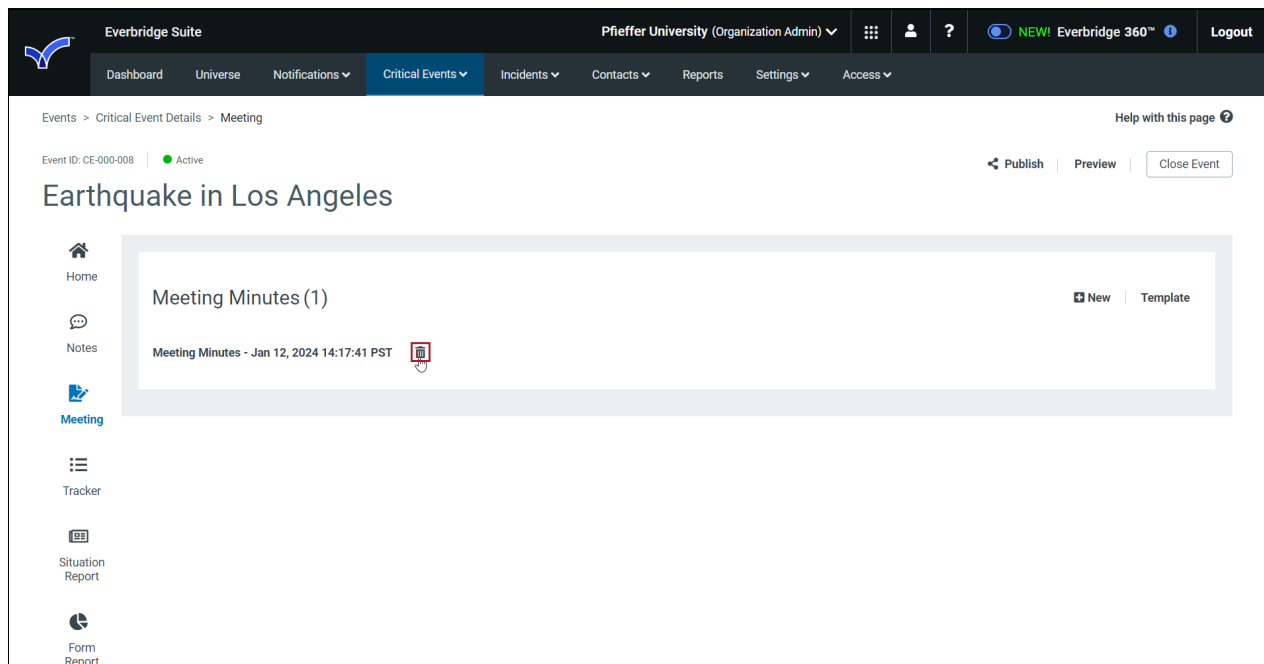 Everbridge Suite
Pfieffer University (Organization Admin)
? NEW! Everbridge 360™ Logout
Dashboard Universe Notifications Critical Events Incidents Contacts Reports Settings Access
Events > Critical Event Details > Meeting
Help with this page ?
Event ID: CE-000-008 Active
Publish Preview Close Event
Earthquake in Los Angeles
Home
Notes
Meeting
Tracker
Situation
Report
Form
Report
Meeting Minutes (1)
New Template
Meeting Minutes - Jan 12, 2024 14:17:41 PST